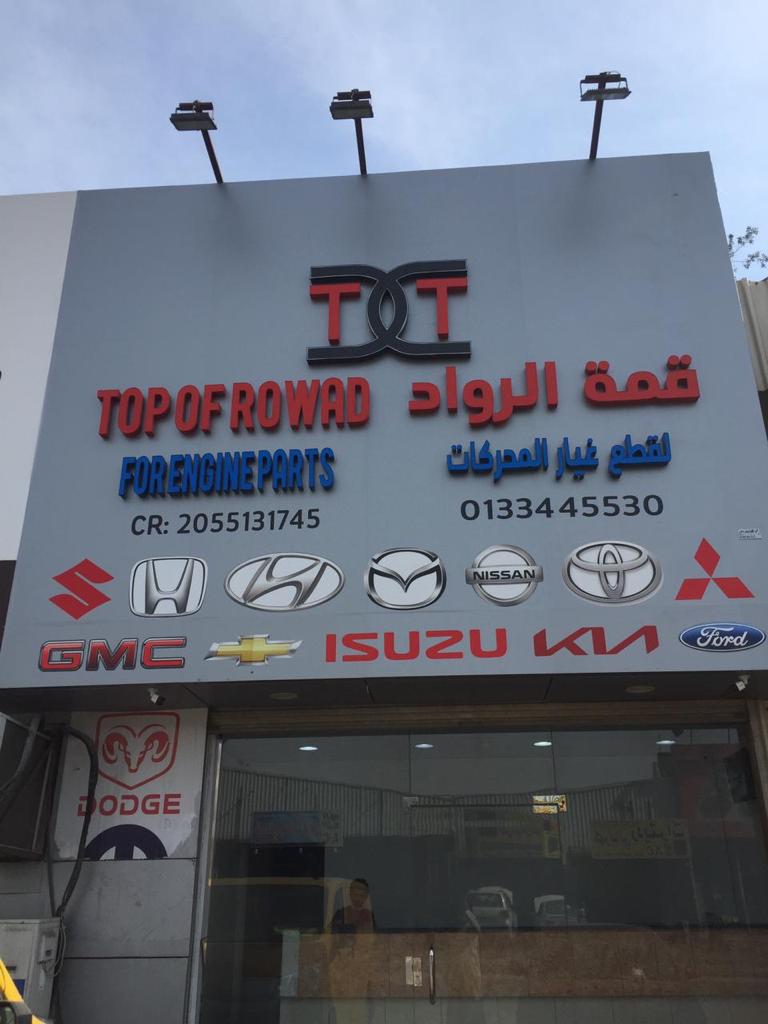 T T
TOP OF ROWAD قمة الرواد
FOR ENGINE PARTS لقطع غيار المحركات
CR: 2055131745 0133445530
NISSAN
GMC ISUZU KIA Ford
DODGE